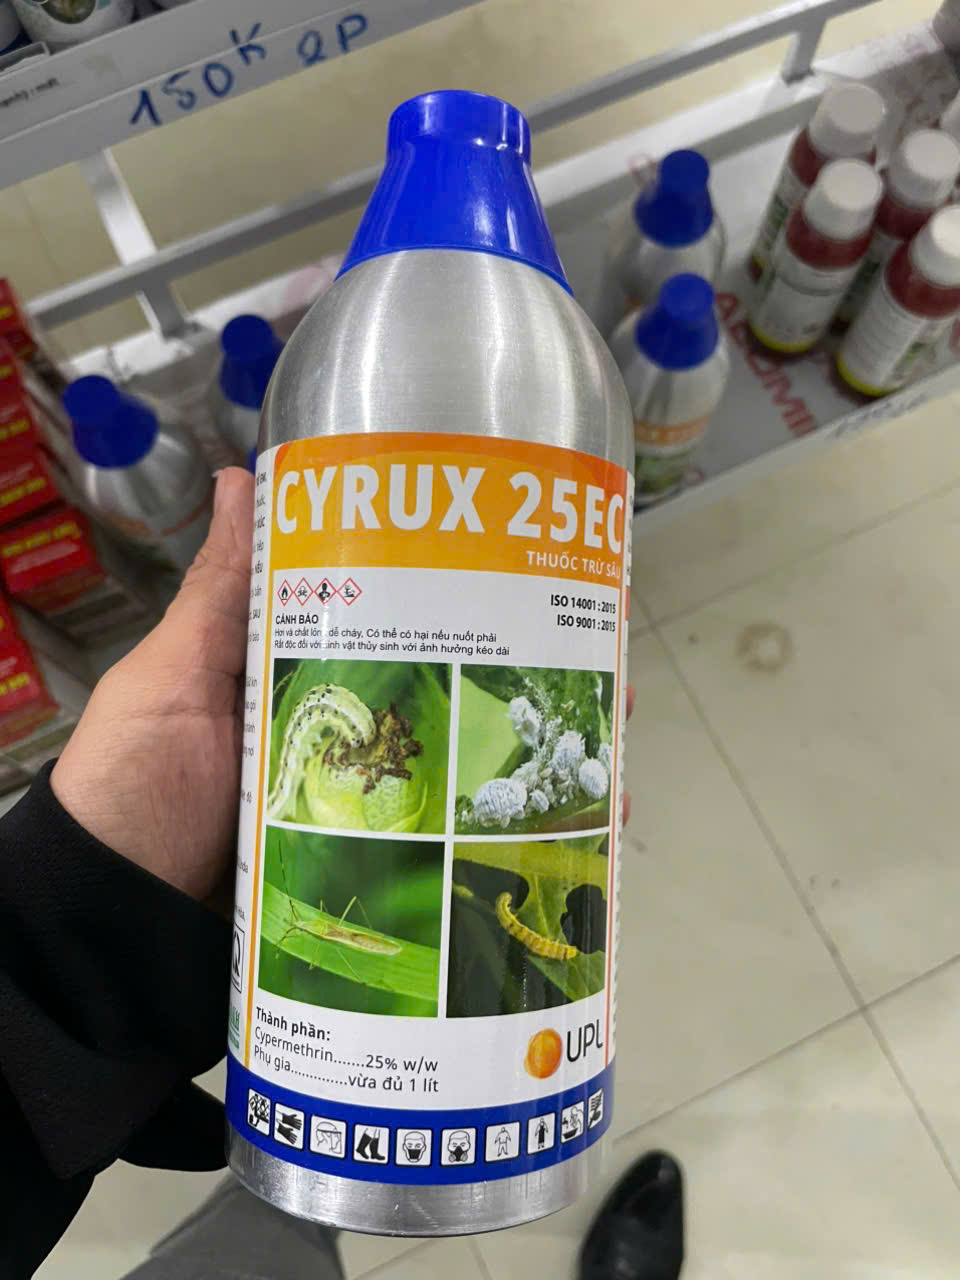 150K 2P
CYRUX 25EC
THUỐC TRỪ SÂU
ISO 14001 : 2015
ISO 9001 : 2015
CẢNH BÁO
Hơi và chất lỏng dễ cháy, Có thể có hại nếu nuốt phải
Rất độc đối với sinh vật thủy sinh với ảnh hưởng kéo dài
Thành phần:
Cypermethrin.......25% w/w
Phụ gia..............vừa đủ 1 lít
UPL